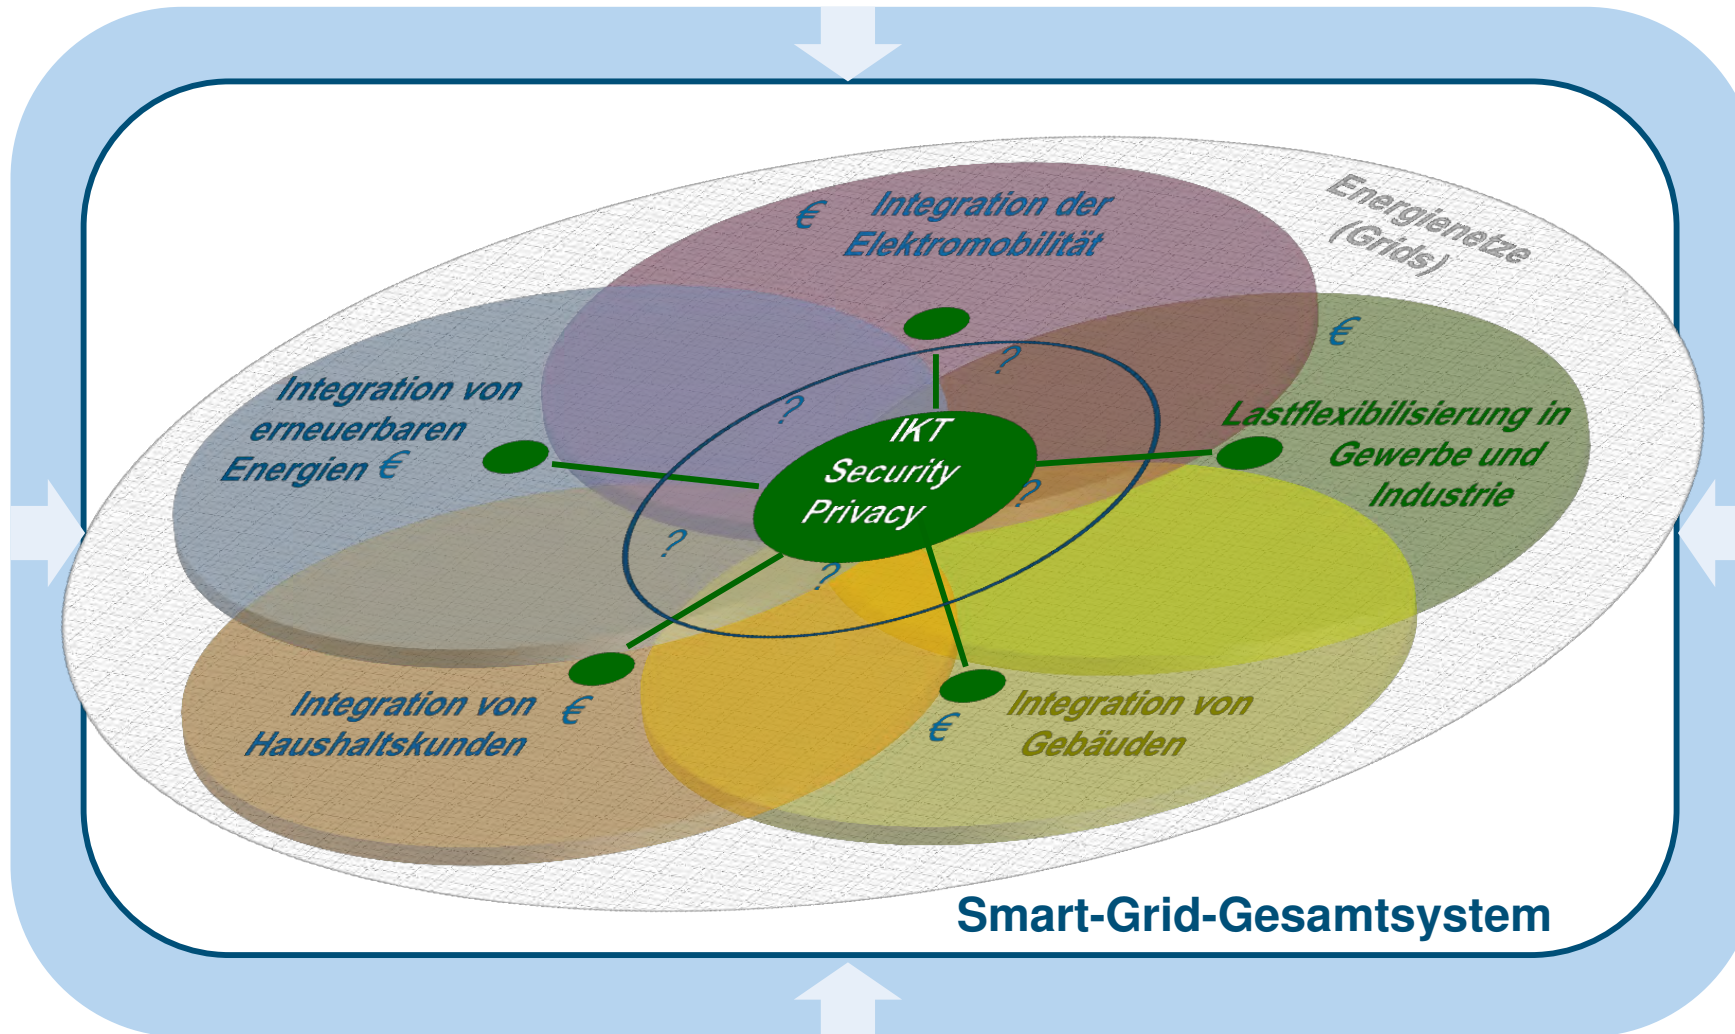 Energienetze
(Grids)
€ Integration der
Elektromobilität
€
?
?
Integration von
erneuerbaren
Energien €
Lastflexibilisierung in
Gewerbe und
Industrie
IKT
Security
Privacy
?
?
?
Integration von €
Haushaltskunden
€ Integration von
Gebäuden
Smart-Grid-Gesamtsystem